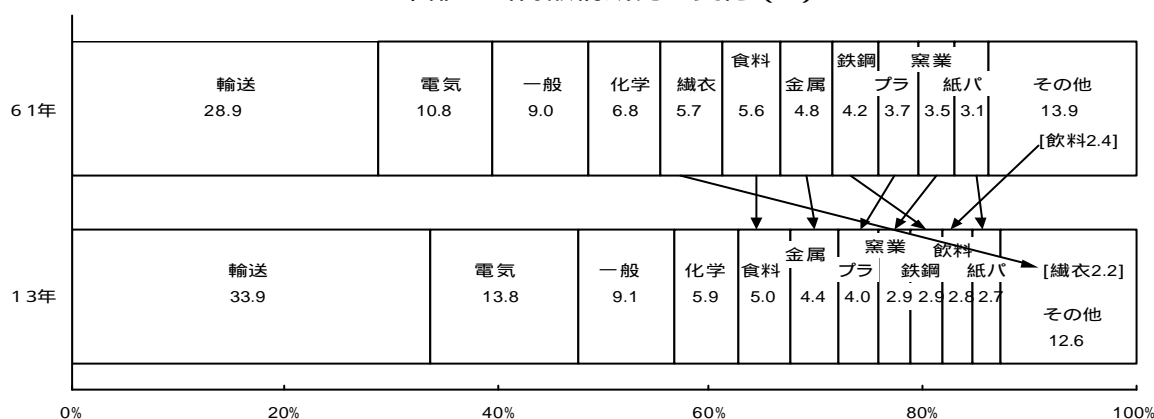 輸送 電気 一般 化学 繊衣 食料 金属 鉄鋼 プラ 窯業 紙パ その他
61年 28.9 10.8 9.0 6.8 5.7 5.6 4.8 4.2 3.7 3.5 3.1 13.9
[飲料2.4]
輸送 電気 一般 化学 食料 金属 プラ 窯業 鉄鋼 飲料 紙パ [繊衣2.2]
13年 33.9 13.8 9.1 5.9 5.0 4.4 4.0 2.9 2.9 2.8 2.7
その他
12.6
0% 20% 40% 60% 80% 100%